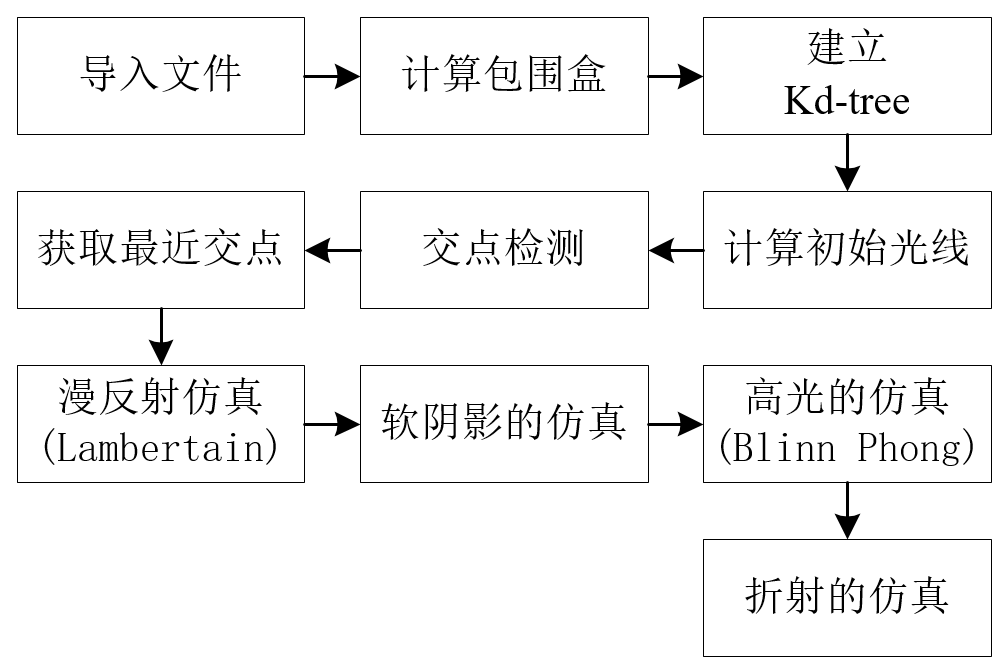 导入文件
计算包围盒
建立
Kd-tree
计算初始光线
交点检测
获取最近交点
漫反射仿真
(Lambertain)
软阴影的仿真
高光的仿真
(Blinn Phong)
折射的仿真